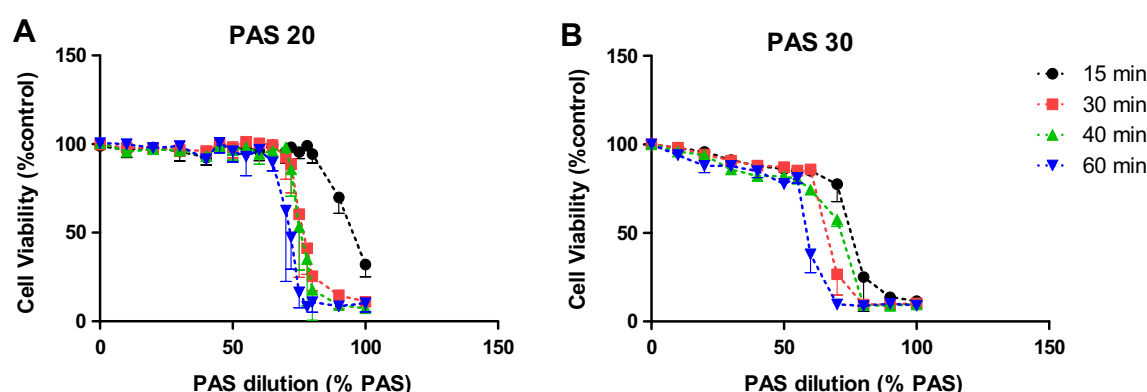 A
PAS 20
Cell Viability (%control)
150
100
50
0
0 50 100 150
PAS dilution (% PAS)
B
PAS 30
Cell Viability (%control)
150
100
50
0
0 50 100 150
PAS dilution (% PAS)
15 min
30 min
40 min
60 min